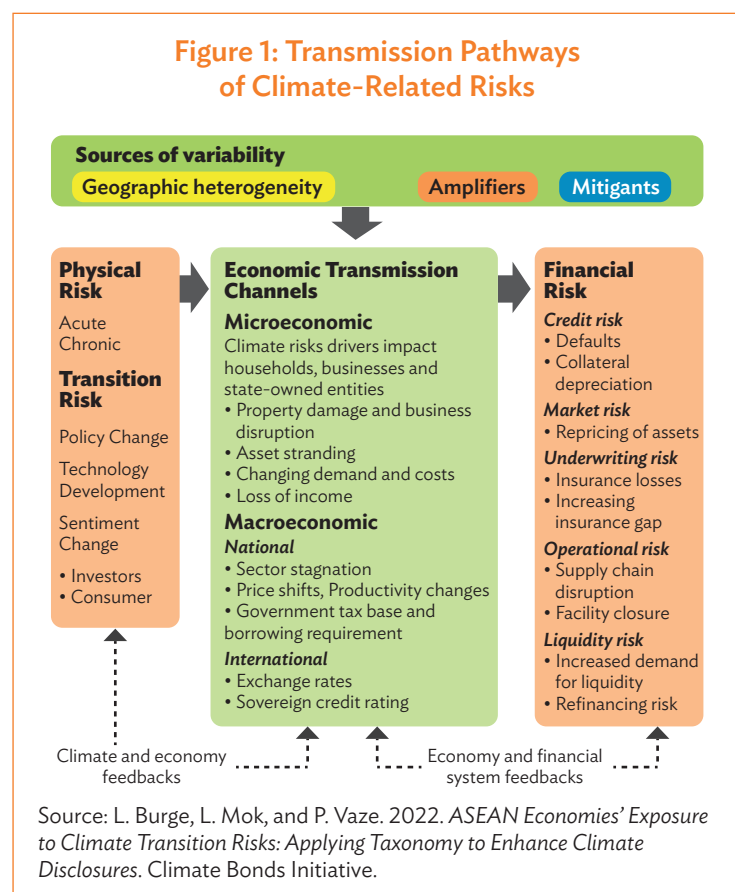 Figure 1: Transmission Pathways
of Climate-Related Risks
Sources of variability
Geographic heterogeneity
Amplifiers
Mitigants
Physical
Risk
Acute
Chronic
Transition
Risk
Policy Change
Technology
Development
Sentiment
Change
• Investors
• Consumer
Economic Transmission
Channels
Microeconomic
Climate risks drivers impact
households, businesses and
state-owned entities
• Property damage and business
disruption
• Asset stranding
• Changing demand and costs
• Loss of income
Macroeconomic
National
• Sector stagnation
• Price shifts, Productivity changes
• Government tax base and
borrowing requirement
International
• Exchange rates
• Sovereign credit rating
Financial
Risk
Credit risk
• Defaults
• Collateral
depreciation
Market risk
• Repricing of assets
Underwriting risk
• Insurance losses
• Increasing
insurance gap
Operational risk
• Supply chain
disruption
• Facility closure
Liquidity risk
• Increased demand
for liquidity
• Refinancing risk
Climate and economy
feedbacks
Economy and financial
system feedbacks
Source: L. Burge, L. Mok, and P. Vaze. 2022. ASEAN Economies' Exposure
to Climate Transition Risks: Applying Taxonomy to Enhance Climate
Disclosures. Climate Bonds Initiative.